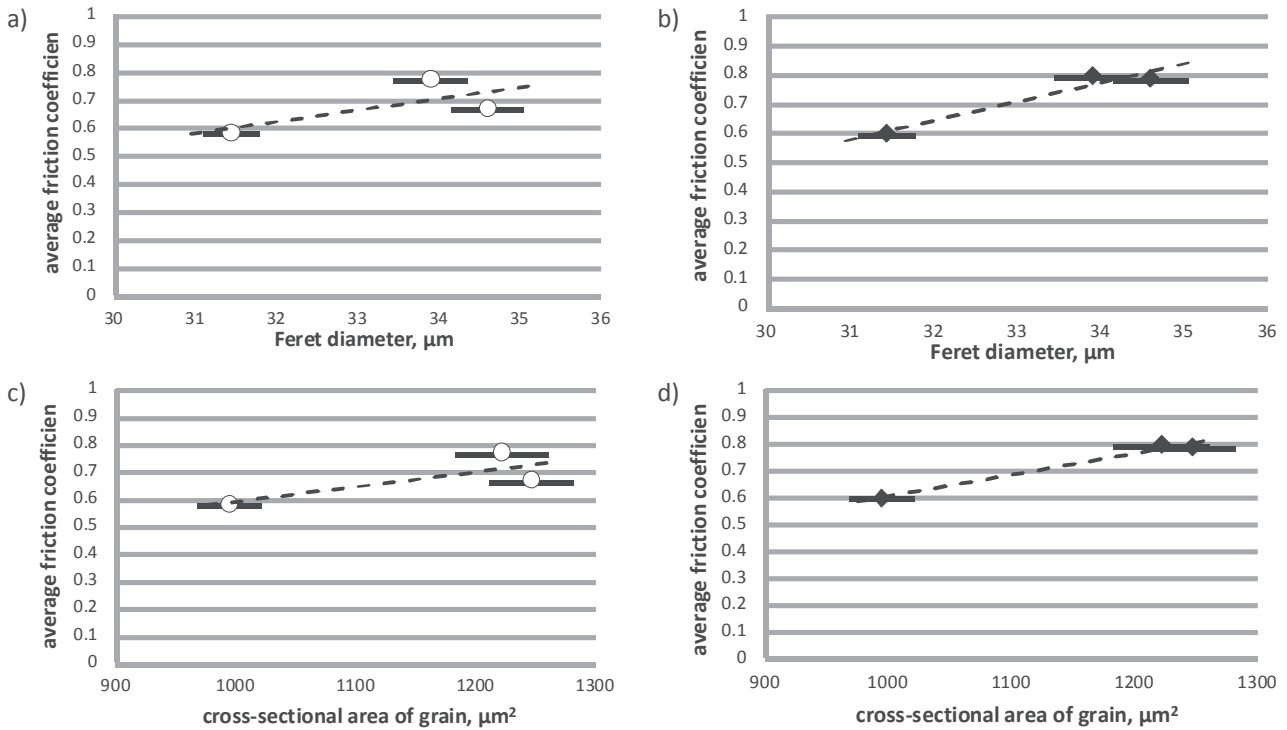 a)
average friction coefficien
1
0.9
0.8
0.7
0.6
0.5
0.4
0.3
0.2
0.1
0
30 31 32 33 34 35 36
Feret diameter, µm
b)
average friction coefficien
1
0.9
0.8
0.7
0.6
0.5
0.4
0.3
0.2
0.1
0
30 31 32 33 34 35 36
Feret diameter, µm
c)
average friction coefficien
1
0.9
0.8
0.7
0.6
0.5
0.4
0.3
0.2
0.1
0
900 1000 1100 1200 1300
cross-sectional area of grain, µm²
d)
average friction coefficien
1
0.9
0.8
0.7
0.6
0.5
0.4
0.3
0.2
0.1
0
900 1000 1100 1200 1300
cross-sectional area of grain, µm²